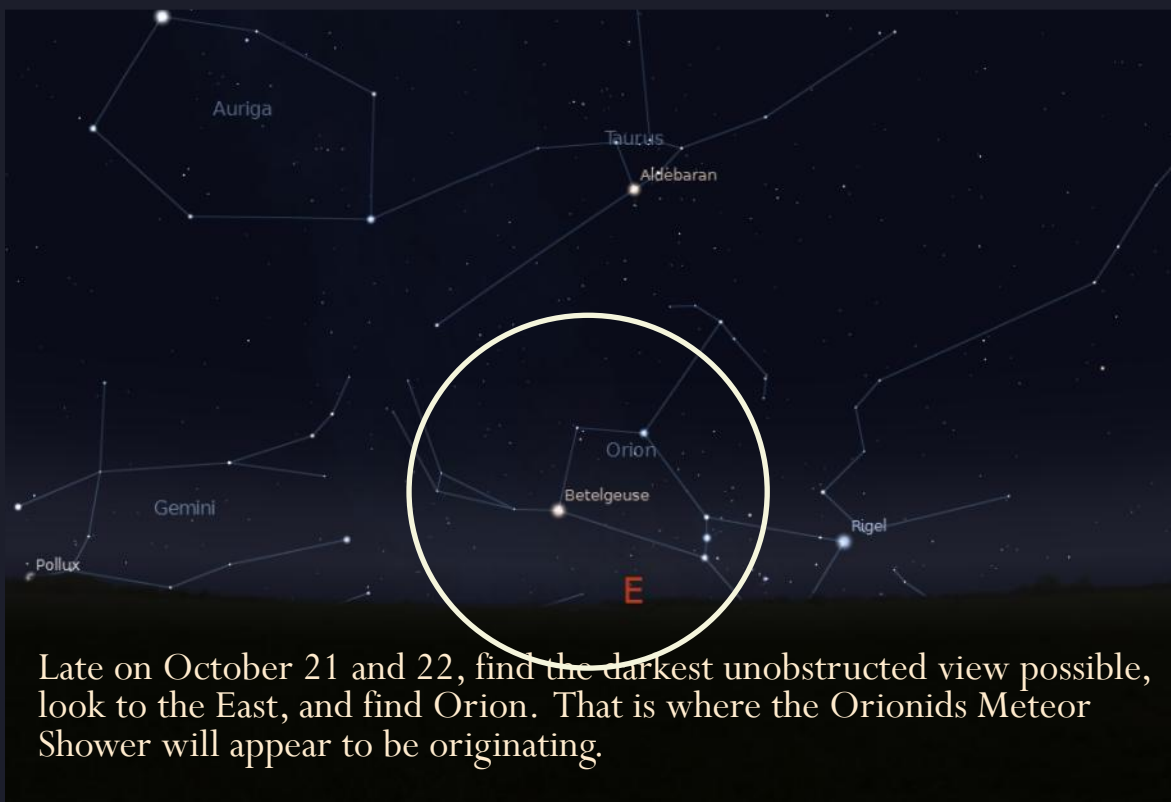 Auriga
Taurus
Aldebaran
Orion
Betelgeuse
Gemini
Rigel
Pollux
E
Late on October 21 and 22, find the darkest unobstructed view possible,
look to the East, and find Orion. That is where the Orionids Meteor
Shower will appear to be originating.